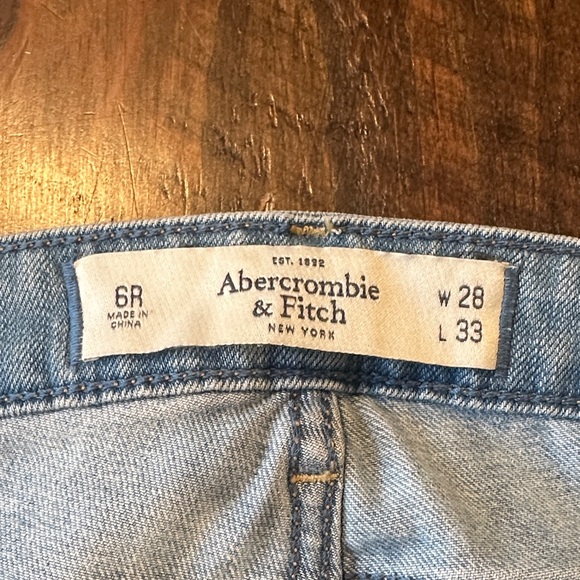 6R
MADE IN
CHINA
EST. 1892
Abercrombie
& Fitch
NEW YORK
W 28
L 33